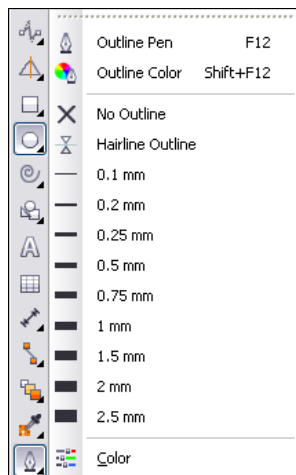 Outline Pen F12
Outline Color Shift+F12
No Outline
Hairline Outline
0.1 mm
0.2 mm
0.25 mm
0.5 mm
0.75 mm
1 mm
1.5 mm
2 mm
2.5 mm
Color